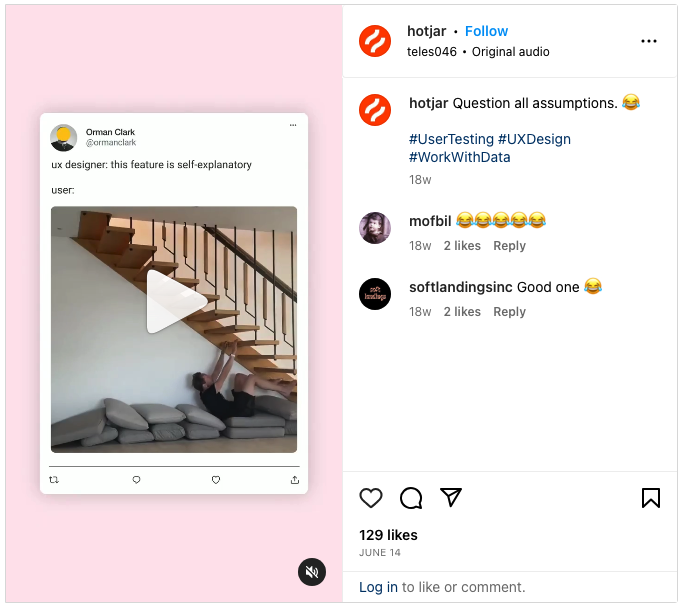 Orman Clark
@ormanclark
ux designer: this feature is self-explanatory
user:
hotjar • Follow
teles046 • Original audio
hotjar Question all assumptions. 😂
#UserTesting #UXDesign
#WorkWithData
18w
mofbil 😂😂😂😂😂
18w 2 likes Reply
soft
landings
softlandingsinc Good one 😂
18w 2 likes Reply
129 likes
JUNE 14
Log in to like or comment.